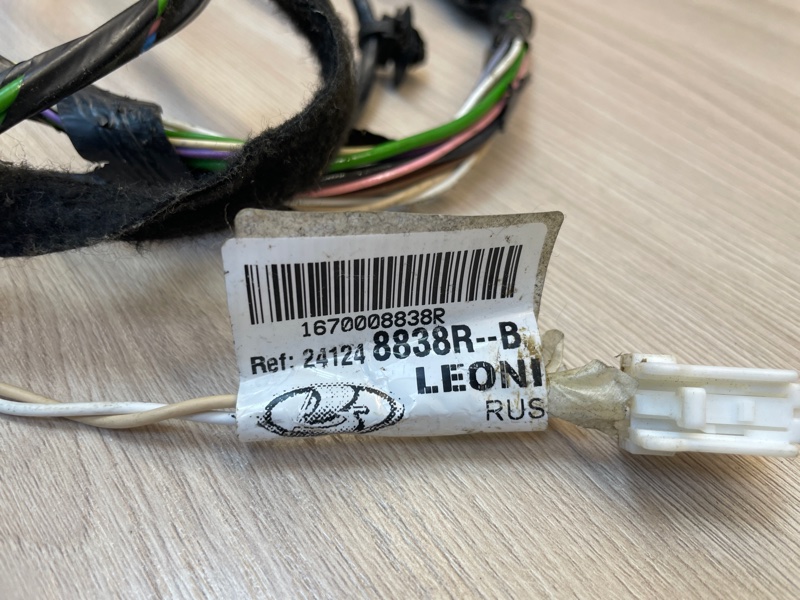 1670008838R
Ref: 24124 8838R--B
LEONI
RUS